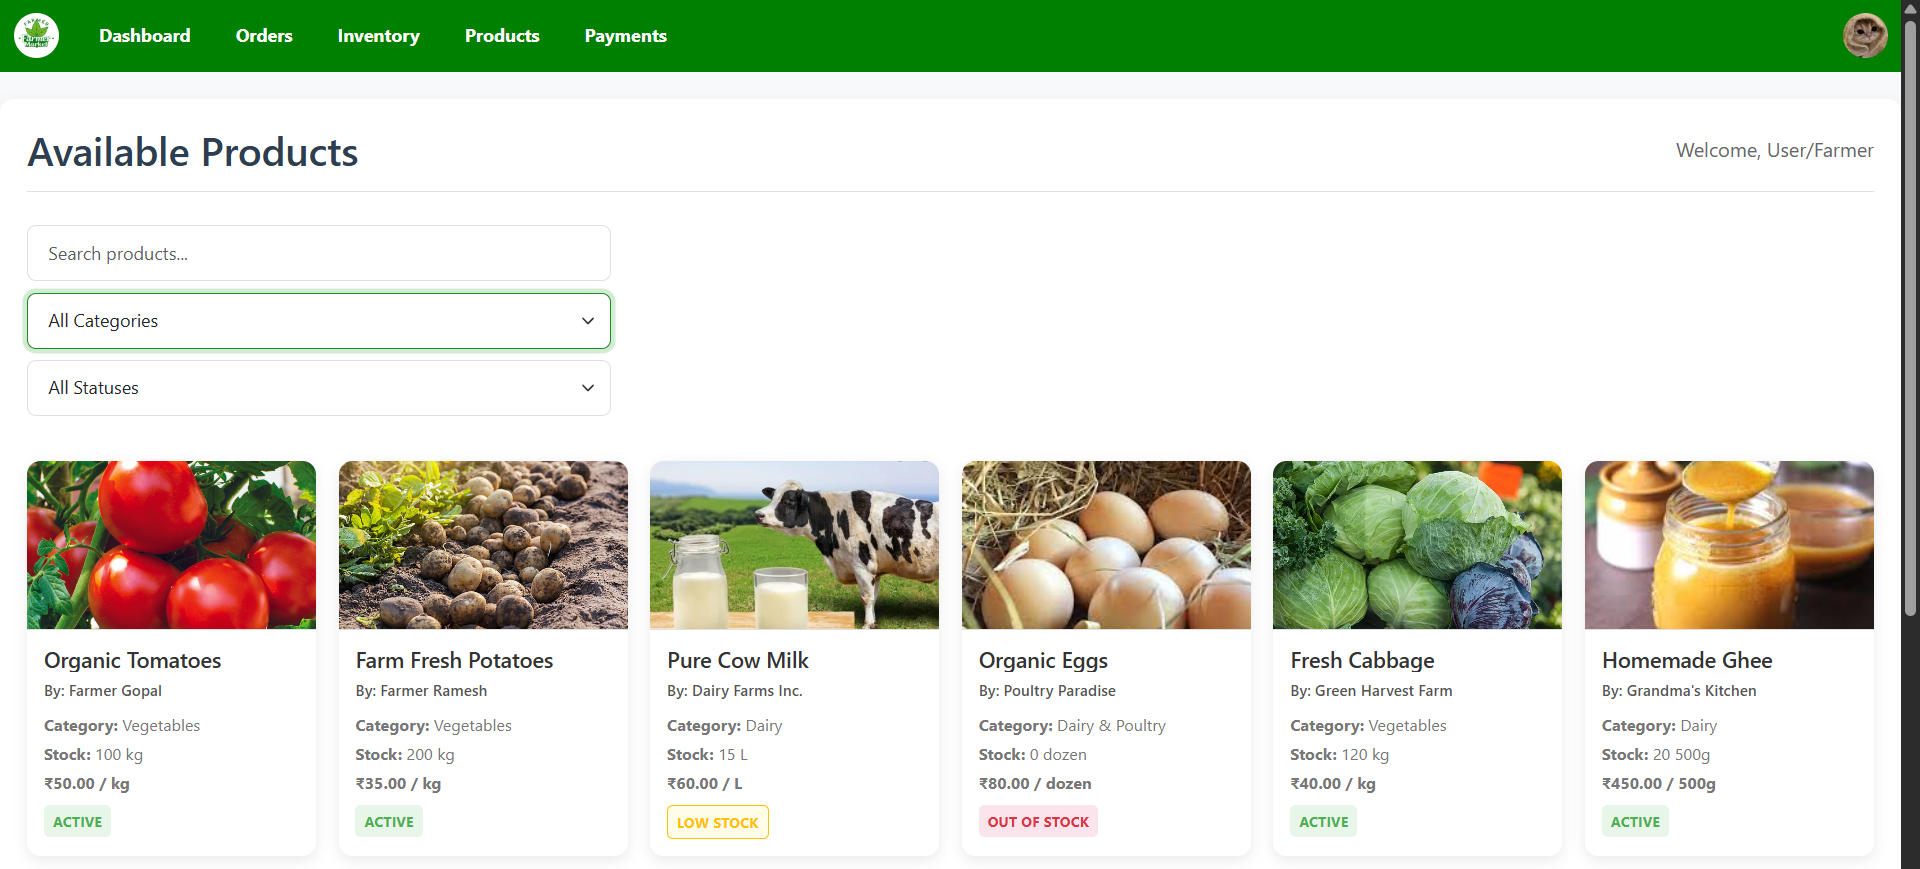 FARMER
Farmer
Market
Dashboard
Orders
Inventory
Products
Payments
Available Products
Welcome, User/Farmer
Search products...
All Categories
All Statuses
Organic Tomatoes
By: Farmer Gopal
Category: Vegetables
Stock: 100 kg
₹50.00 / kg
ACTIVE
Farm Fresh Potatoes
By: Farmer Ramesh
Category: Vegetables
Stock: 200 kg
₹35.00 / kg
ACTIVE
Pure Cow Milk
By: Dairy Farms Inc.
Category: Dairy
Stock: 15 L
₹60.00 / L
LOW STOCK
Organic Eggs
By: Poultry Paradise
Category: Dairy & Poultry
Stock: 0 dozen
₹80.00 / dozen
OUT OF STOCK
Fresh Cabbage
By: Green Harvest Farm
Category: Vegetables
Stock: 120 kg
₹40.00 / kg
ACTIVE
Homemade Ghee
By: Grandma's Kitchen
Category: Dairy
Stock: 20 500g
₹450.00 / 500g
ACTIVE